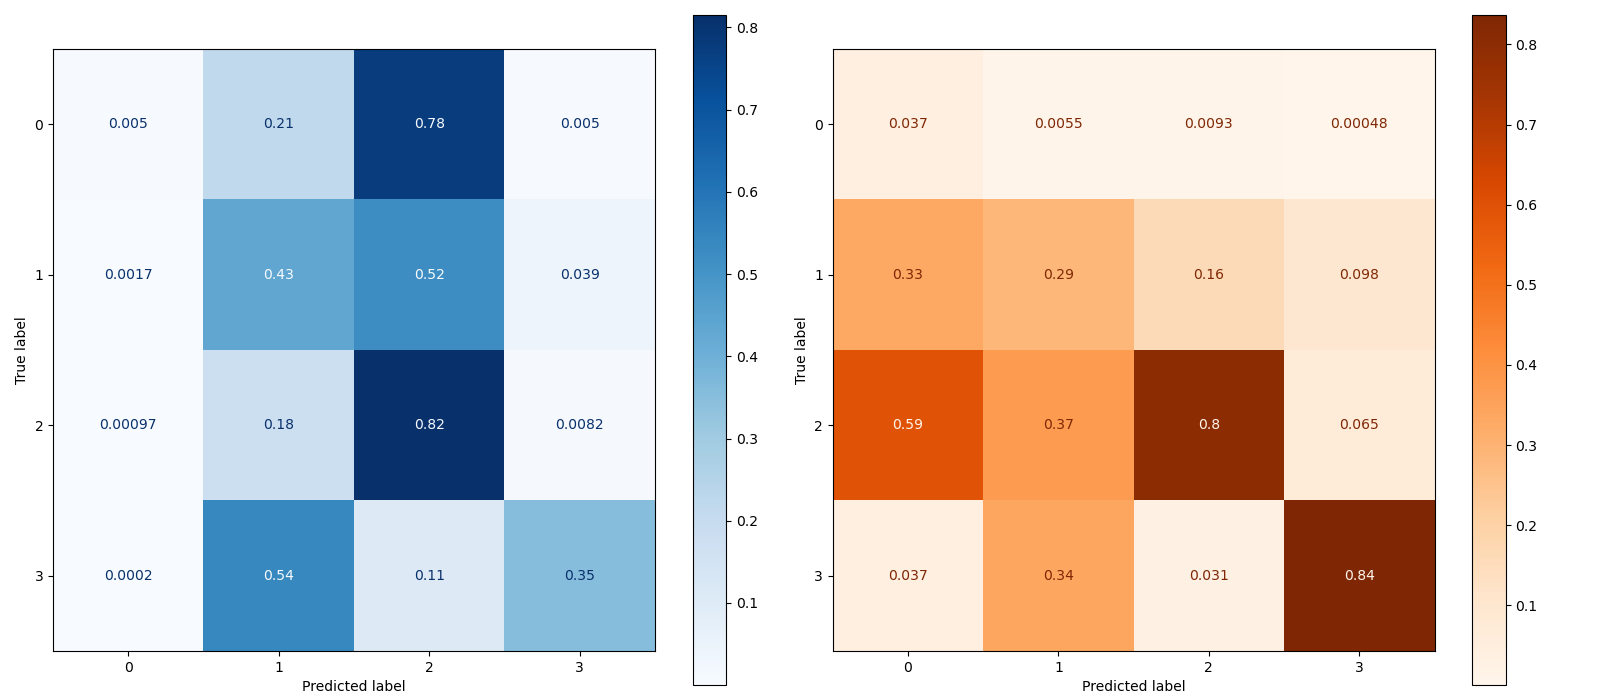 0 0.005 0.21 0.78 0.005
1 0.0017 0.43 0.52 0.039
2 0.00097 0.18 0.82 0.0082
3 0.0002 0.54 0.11 0.35
0 1 2 3
True label
Predicted label
0.8
0.7
0.6
0.5
0.4
0.3
0.2
0.1
0 0.037 0.0055 0.0093 0.00048
1 0.33 0.29 0.16 0.098
2 0.59 0.37 0.8 0.065
3 0.037 0.34 0.031 0.84
0 1 2 3
True label
Predicted label
0.8
0.7
0.6
0.5
0.4
0.3
0.2
0.1